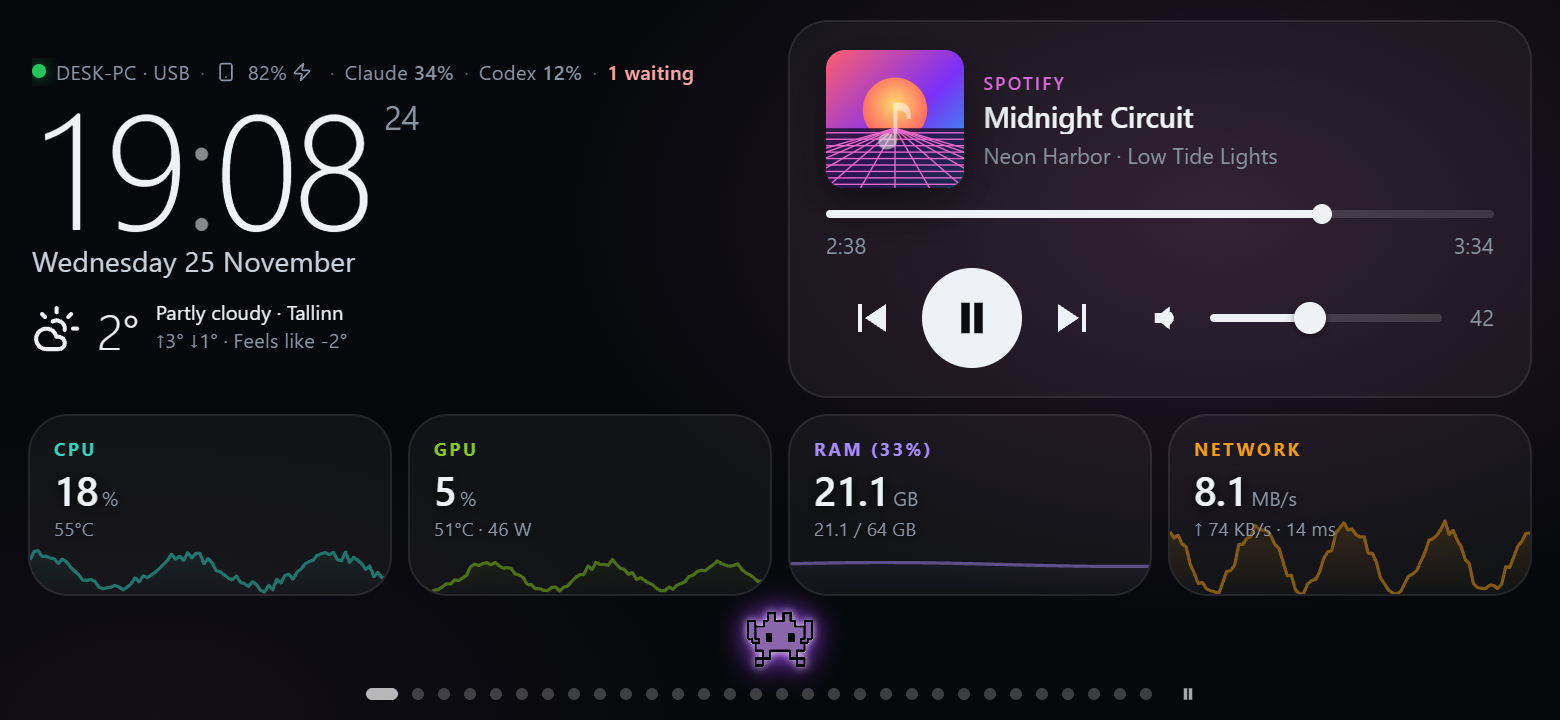 DESK-PC · USB · 82% · Claude 34% · Codex 12% · 1 waiting
19:08 24
Wednesday 25 November
2° Partly cloudy · Tallinn
↑3° ↓1° · Feels like -2°
SPOTIFY
Midnight Circuit
Neon Harbor · Low Tide Lights
2:38 3:34
42
CPU
18 %
55°C
GPU
5 %
51°C · 46 W
RAM (33%)
21.1 GB
21.1 / 64 GB
NETWORK
8.1 MB/s
↑ 74 KB/s · 14 ms